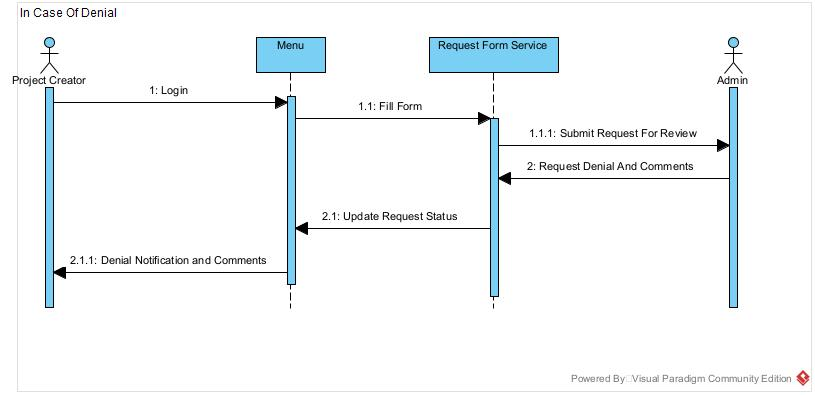 In Case Of Denial
Menu
Request Form Service
Project Creator
Admin
1: Login
1.1: Fill Form
1.1.1: Submit Request For Review
2: Request Denial And Comments
2.1: Update Request Status
2.1.1: Denial Notification and Comments
Powered By Visual Paradigm Community Edition